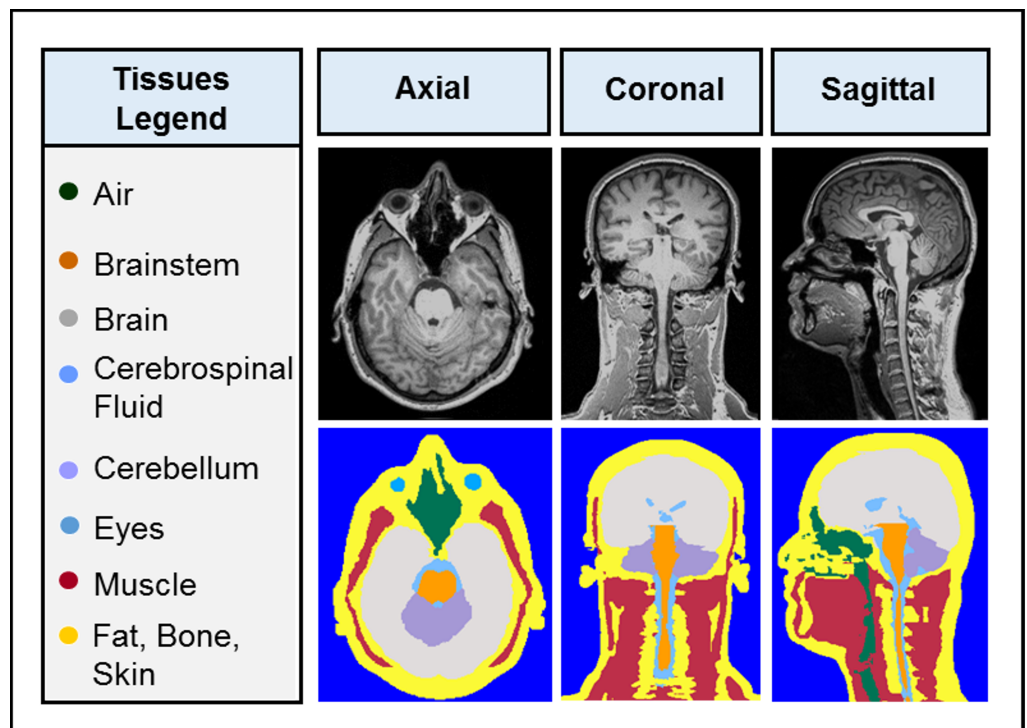 Tissues
Legend
Axial
Coronal
Sagittal
Air
Brainstem
Brain
Cerebrospinal
Fluid
Cerebellum
Eyes
Muscle
Fat, Bone,
Skin